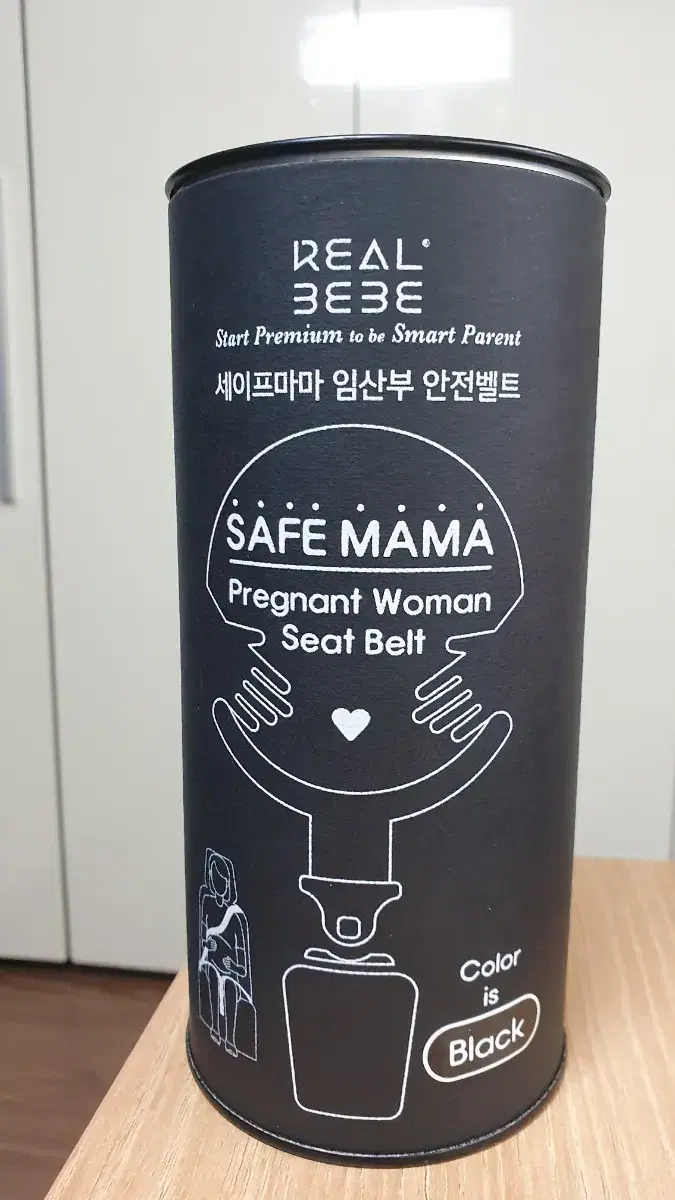 REAL®
BEBE
Start Premium to be Smart Parent
세이프마마 임산부 안전벨트
SAFE MAMA
Pregnant Woman
Seat Belt
Color
is
Black